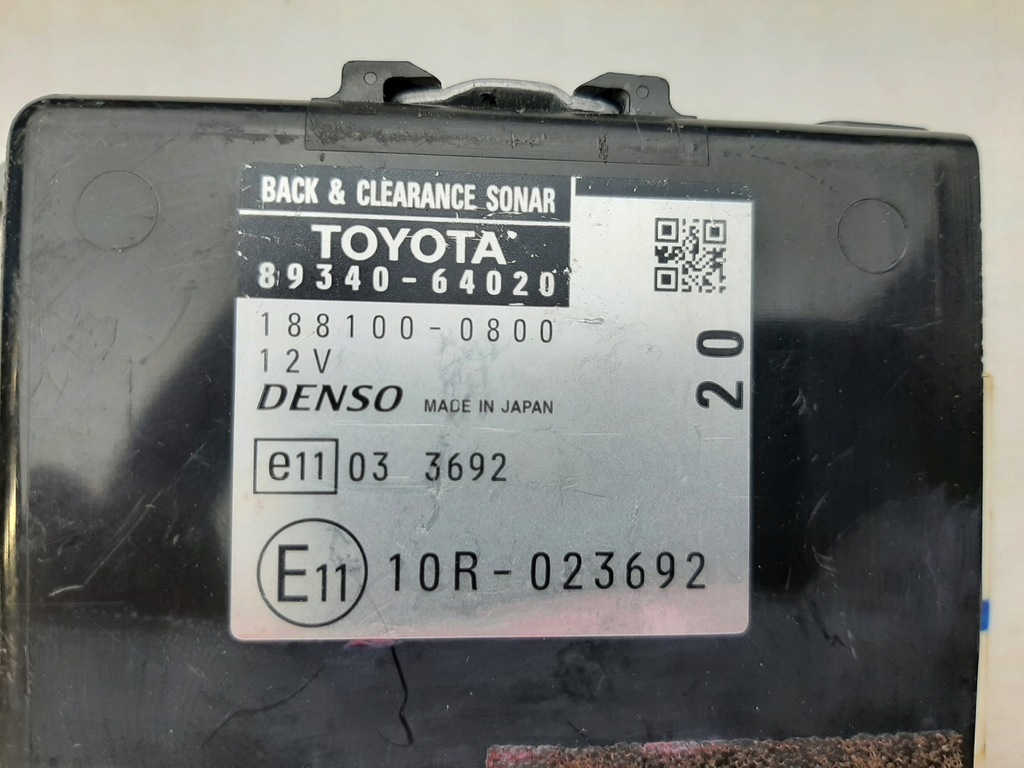 BACK & CLEARANCE SONAR
TOYOTA
89340-64020
188100-0800
12V
DENSO MADE IN JAPAN
20
e11 03 3692
E11 10R-023692